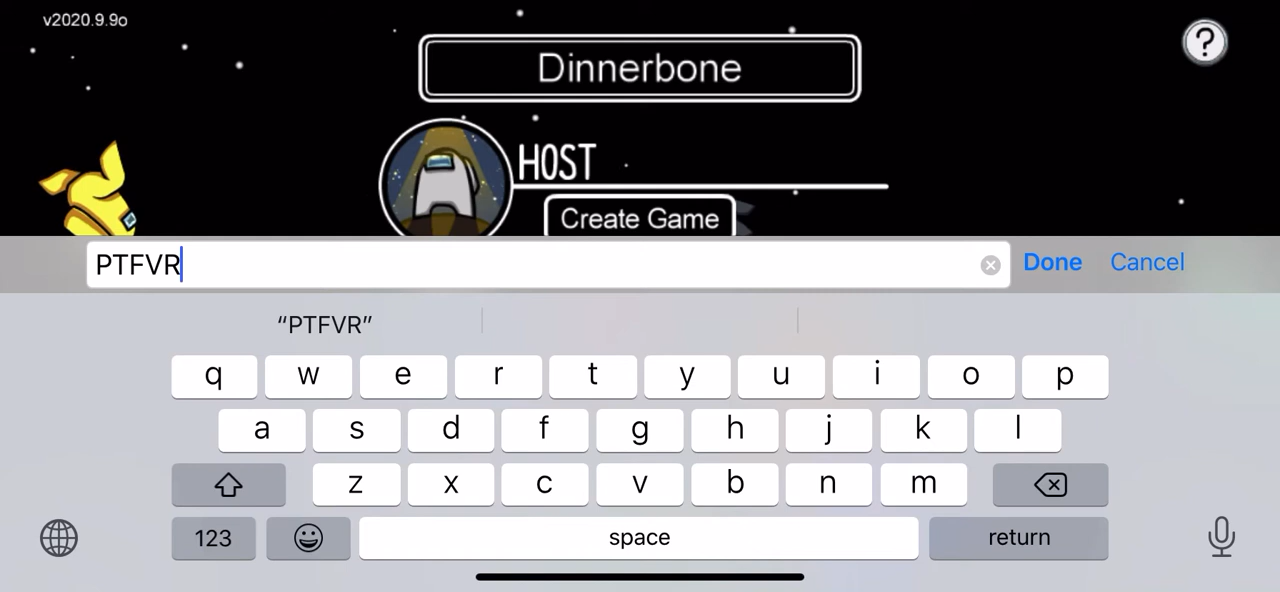 v2020.9.9o
?
Dinnerbone
HOST
Create Game
PTFVR
Done Cancel
“PTFVR”
q w e r t y u i o p
a s d f g h j k l
z x c v b n m
123 space return